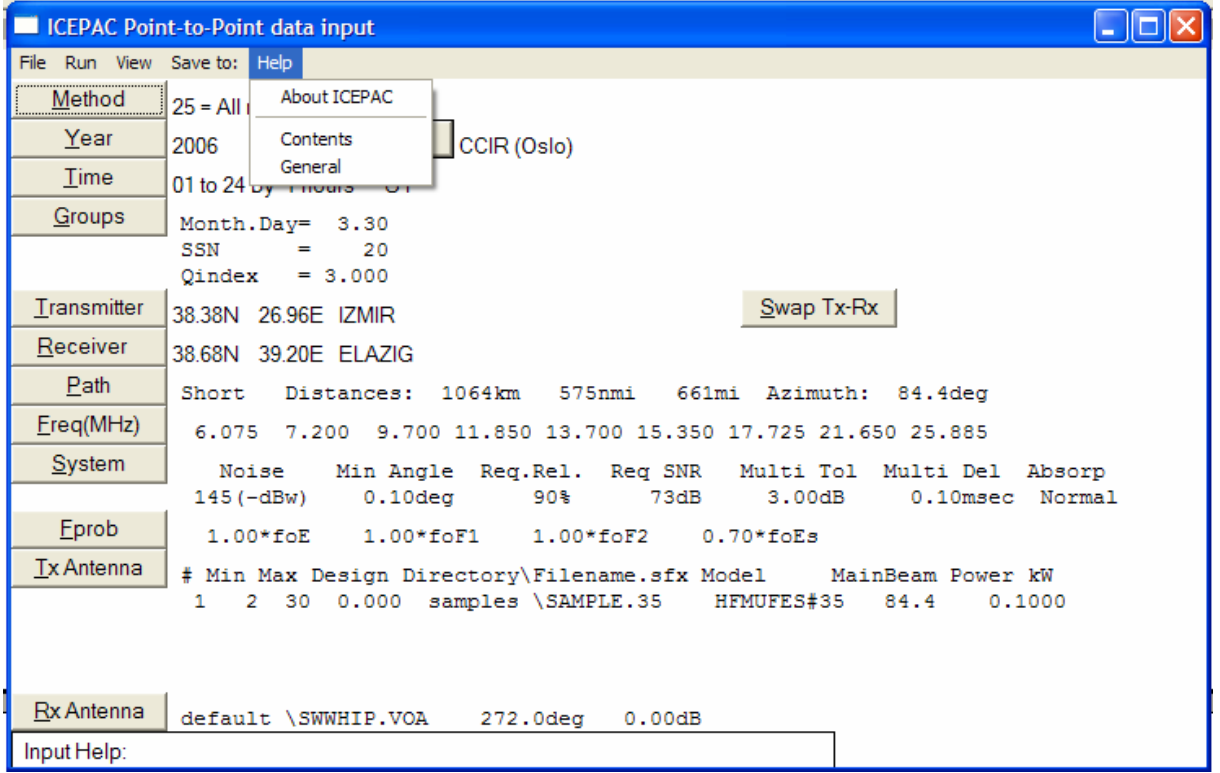 ICEPAC Point-to-Point data input
File Run View Save to: Help
About ICEPAC
Contents
General
Method 25 = All
Year 2006 CCIR (Oslo)
Time 01 to 24 by 1 hours
Groups Month.Day= 3.30
SSN = 20
Qindex = 3.000
Transmitter 38.38N 26.96E IZMIR Swap Tx-Rx
Receiver 38.68N 39.20E ELAZIG
Path Short Distances: 1064km 575nmi 661mi Azimuth: 84.4deg
Freq(MHz) 6.075 7.200 9.700 11.850 13.700 15.350 17.725 21.650 25.885
System Noise Min Angle Req.Rel. Req SNR Multi Tol Multi Del Absorp
145(-dBw) 0.10deg 90% 73dB 3.00dB 0.10msec Normal
Fprob 1.00*foE 1.00*foF1 1.00*foF2 0.70*foEs
Tx Antenna # Min Max Design Directory\Filename.sfx Model MainBeam Power kW
1 2 30 0.000 samples \SAMPLE.35 HFMUFES#35 84.4 0.1000
Rx Antenna default \SWWHIP.VOA 272.0deg 0.00dB
Input Help: